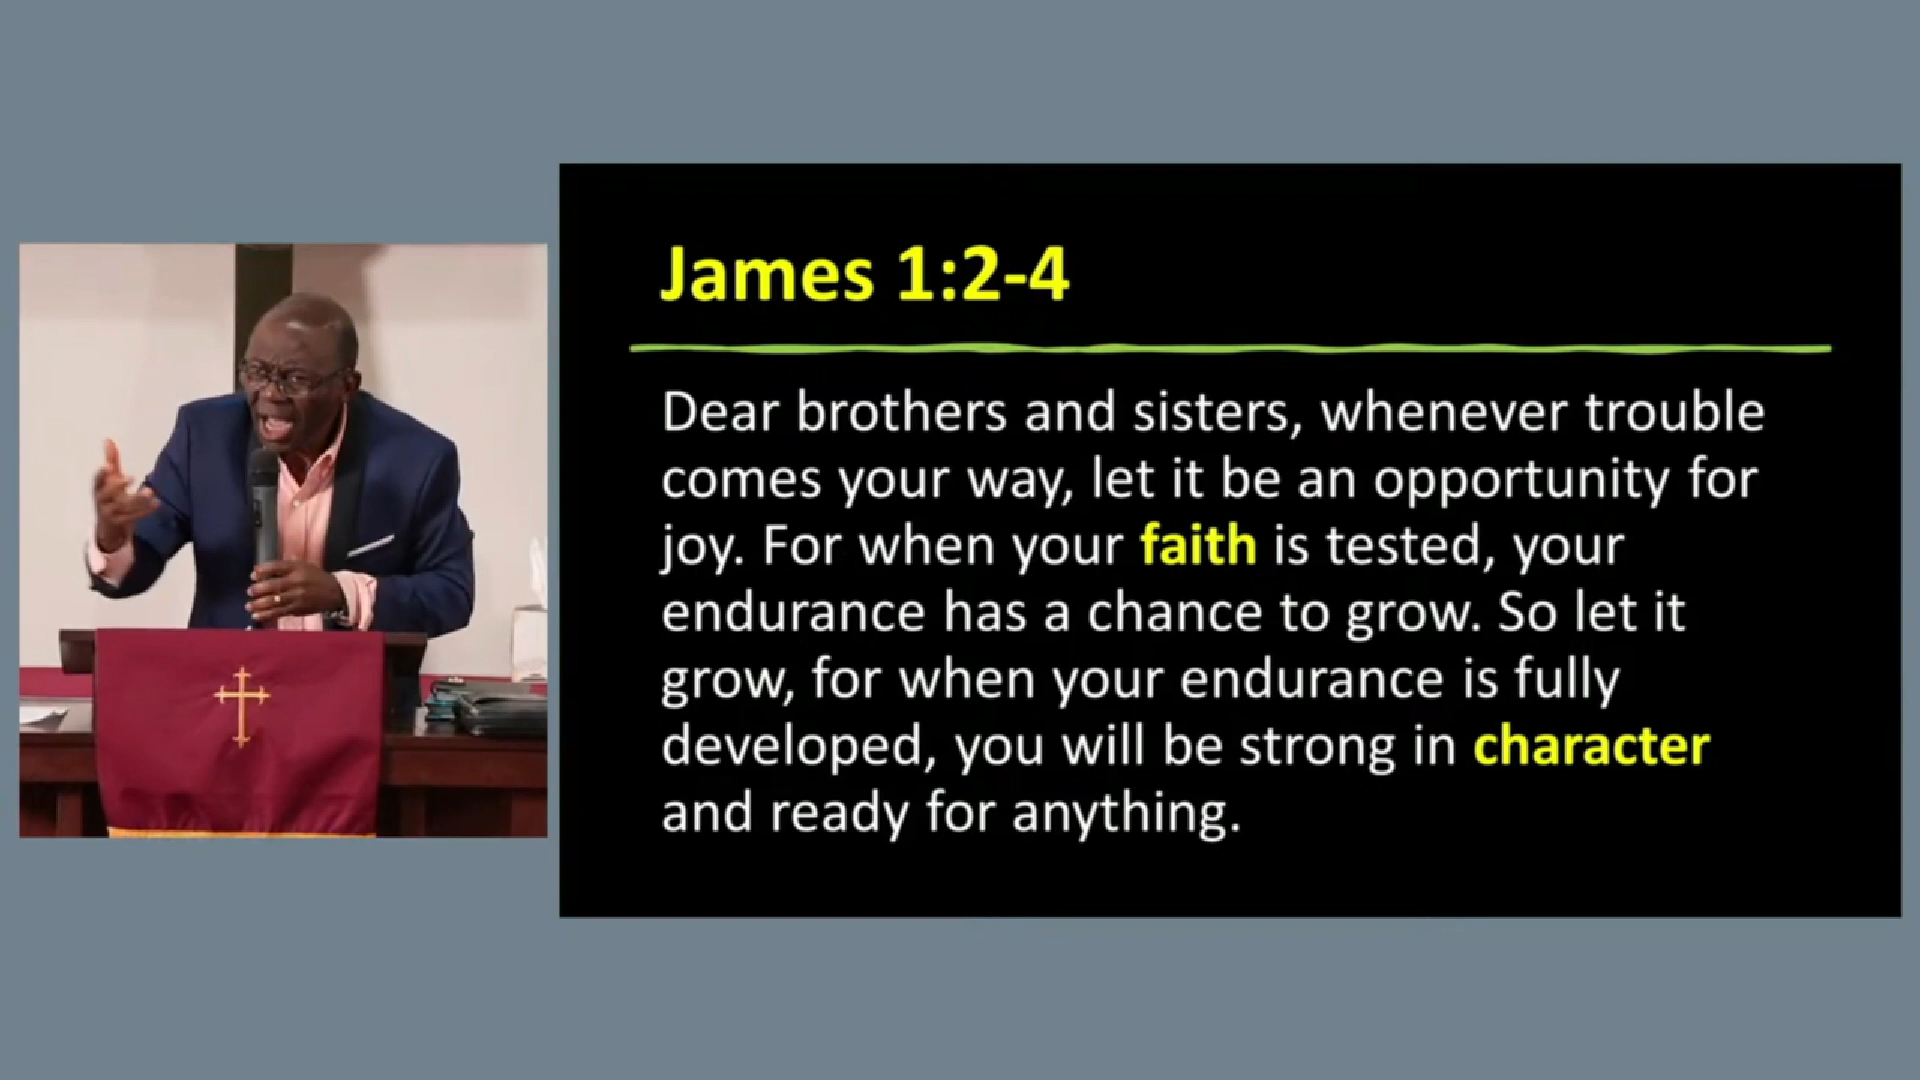 James 1:2-4
Dear brothers and sisters, whenever trouble
comes your way, let it be an opportunity for
joy. For when your faith is tested, your
endurance has a chance to grow. So let it
grow, for when your endurance is fully
developed, you will be strong in character
and ready for anything.